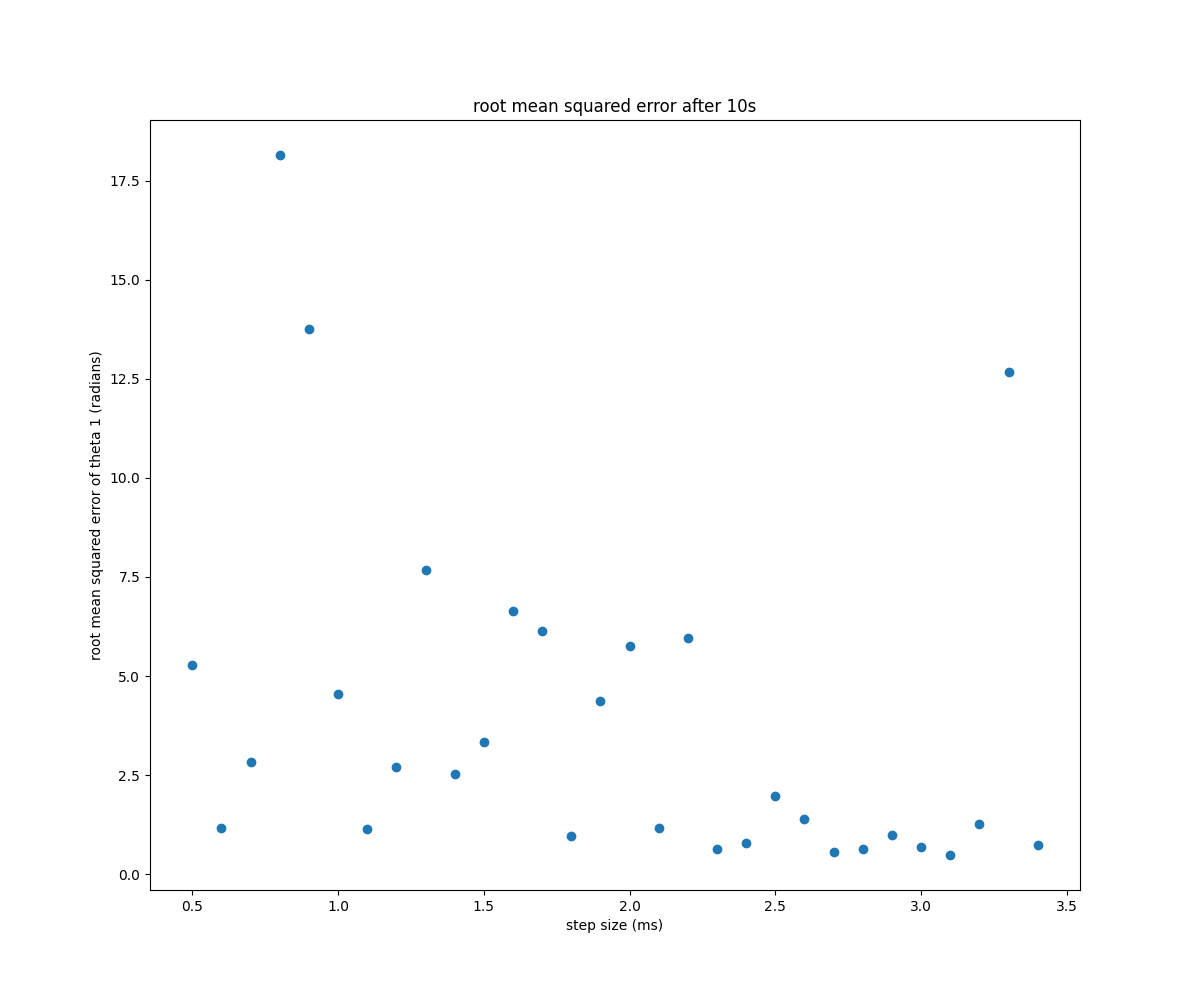 root mean squared error after 10s
root mean squared error of theta 1 (radians)
17.5
15.0
12.5
10.0
7.5
5.0
2.5
0.0
0.5 1.0 1.5 2.0 2.5 3.0 3.5
step size (ms)